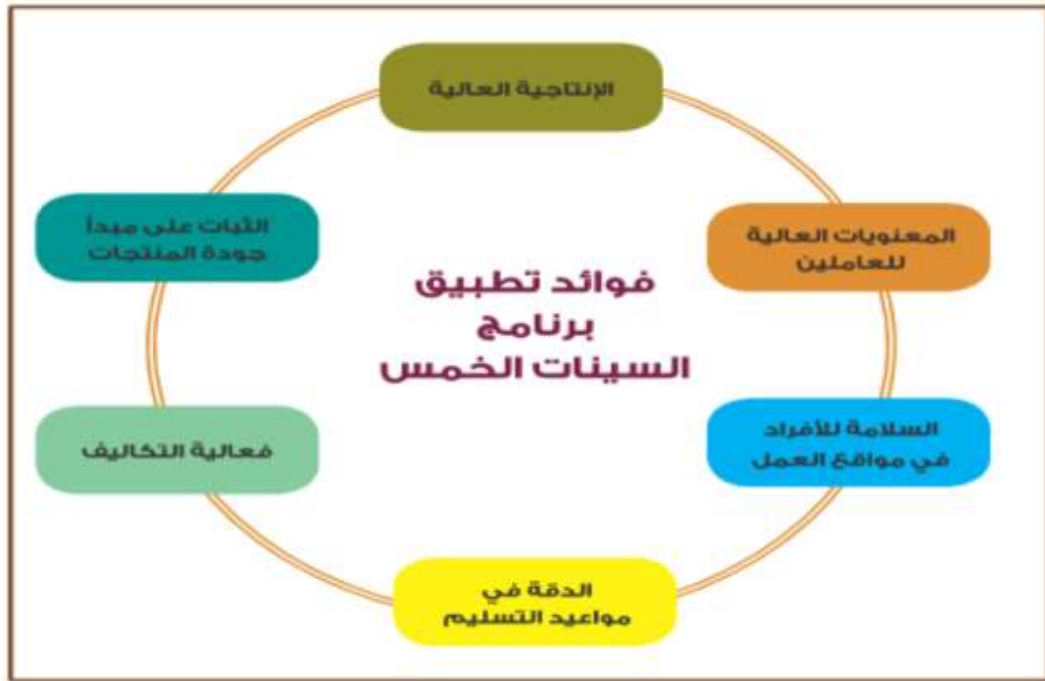 الإنتاجية العالية
المعنويات العالية
للعاملين
السلامة للأفراد
في مواقع العمل
الدقة في
مواعيد التسليم
فعالية التكاليف
الثبات على مبدأ
جودة المنتجات
فوائد تطبيق
برنامج
السينات الخمس